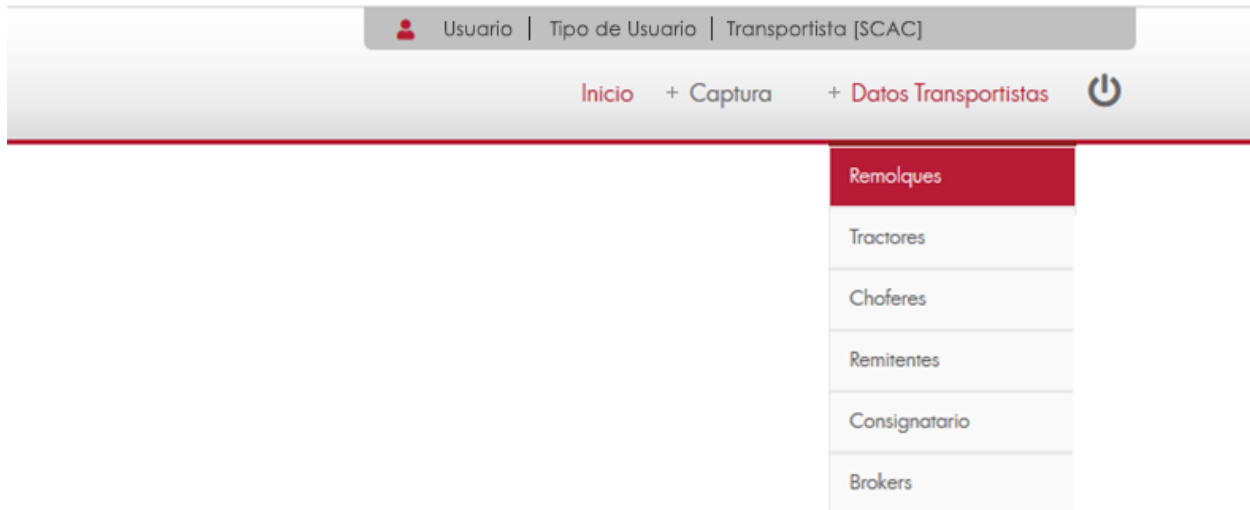 Usuario | Tipo de Usuario | Transportista [SCAC]
Inicio + Captura + Datos Transportistas
Remolques
Tractores
Choferes
Remitentes
Consignatario
Brokers